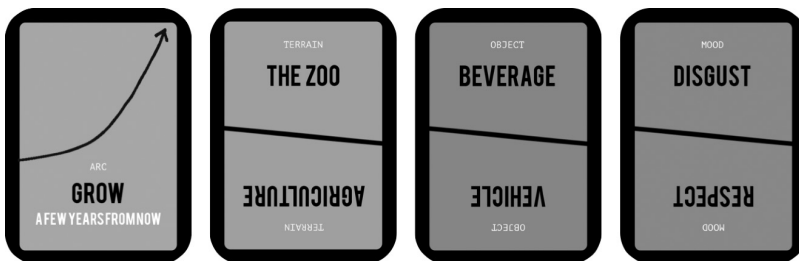 ARC
GROW
A FEW YEARS FROM NOW
TERRAIN
THE ZOO
AGRICULTURE
TERRAIN
OBJECT
BEVERAGE
VEHICLE
OBJECT
MOOD
DISGUST
RESPECT
MOOD